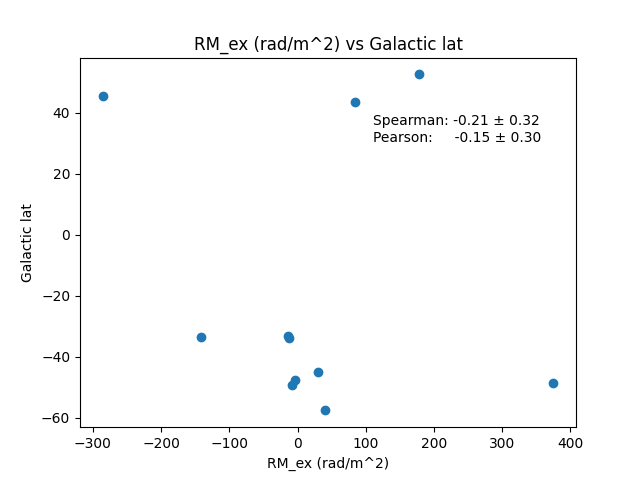 RM_ex (rad/m^2) vs Galactic lat
Spearman: -0.21 ± 0.32
Pearson: -0.15 ± 0.30
Galactic lat
40
20
0
−20
−40
−60
−300 −200 −100 0 100 200 300 400
RM_ex (rad/m^2)